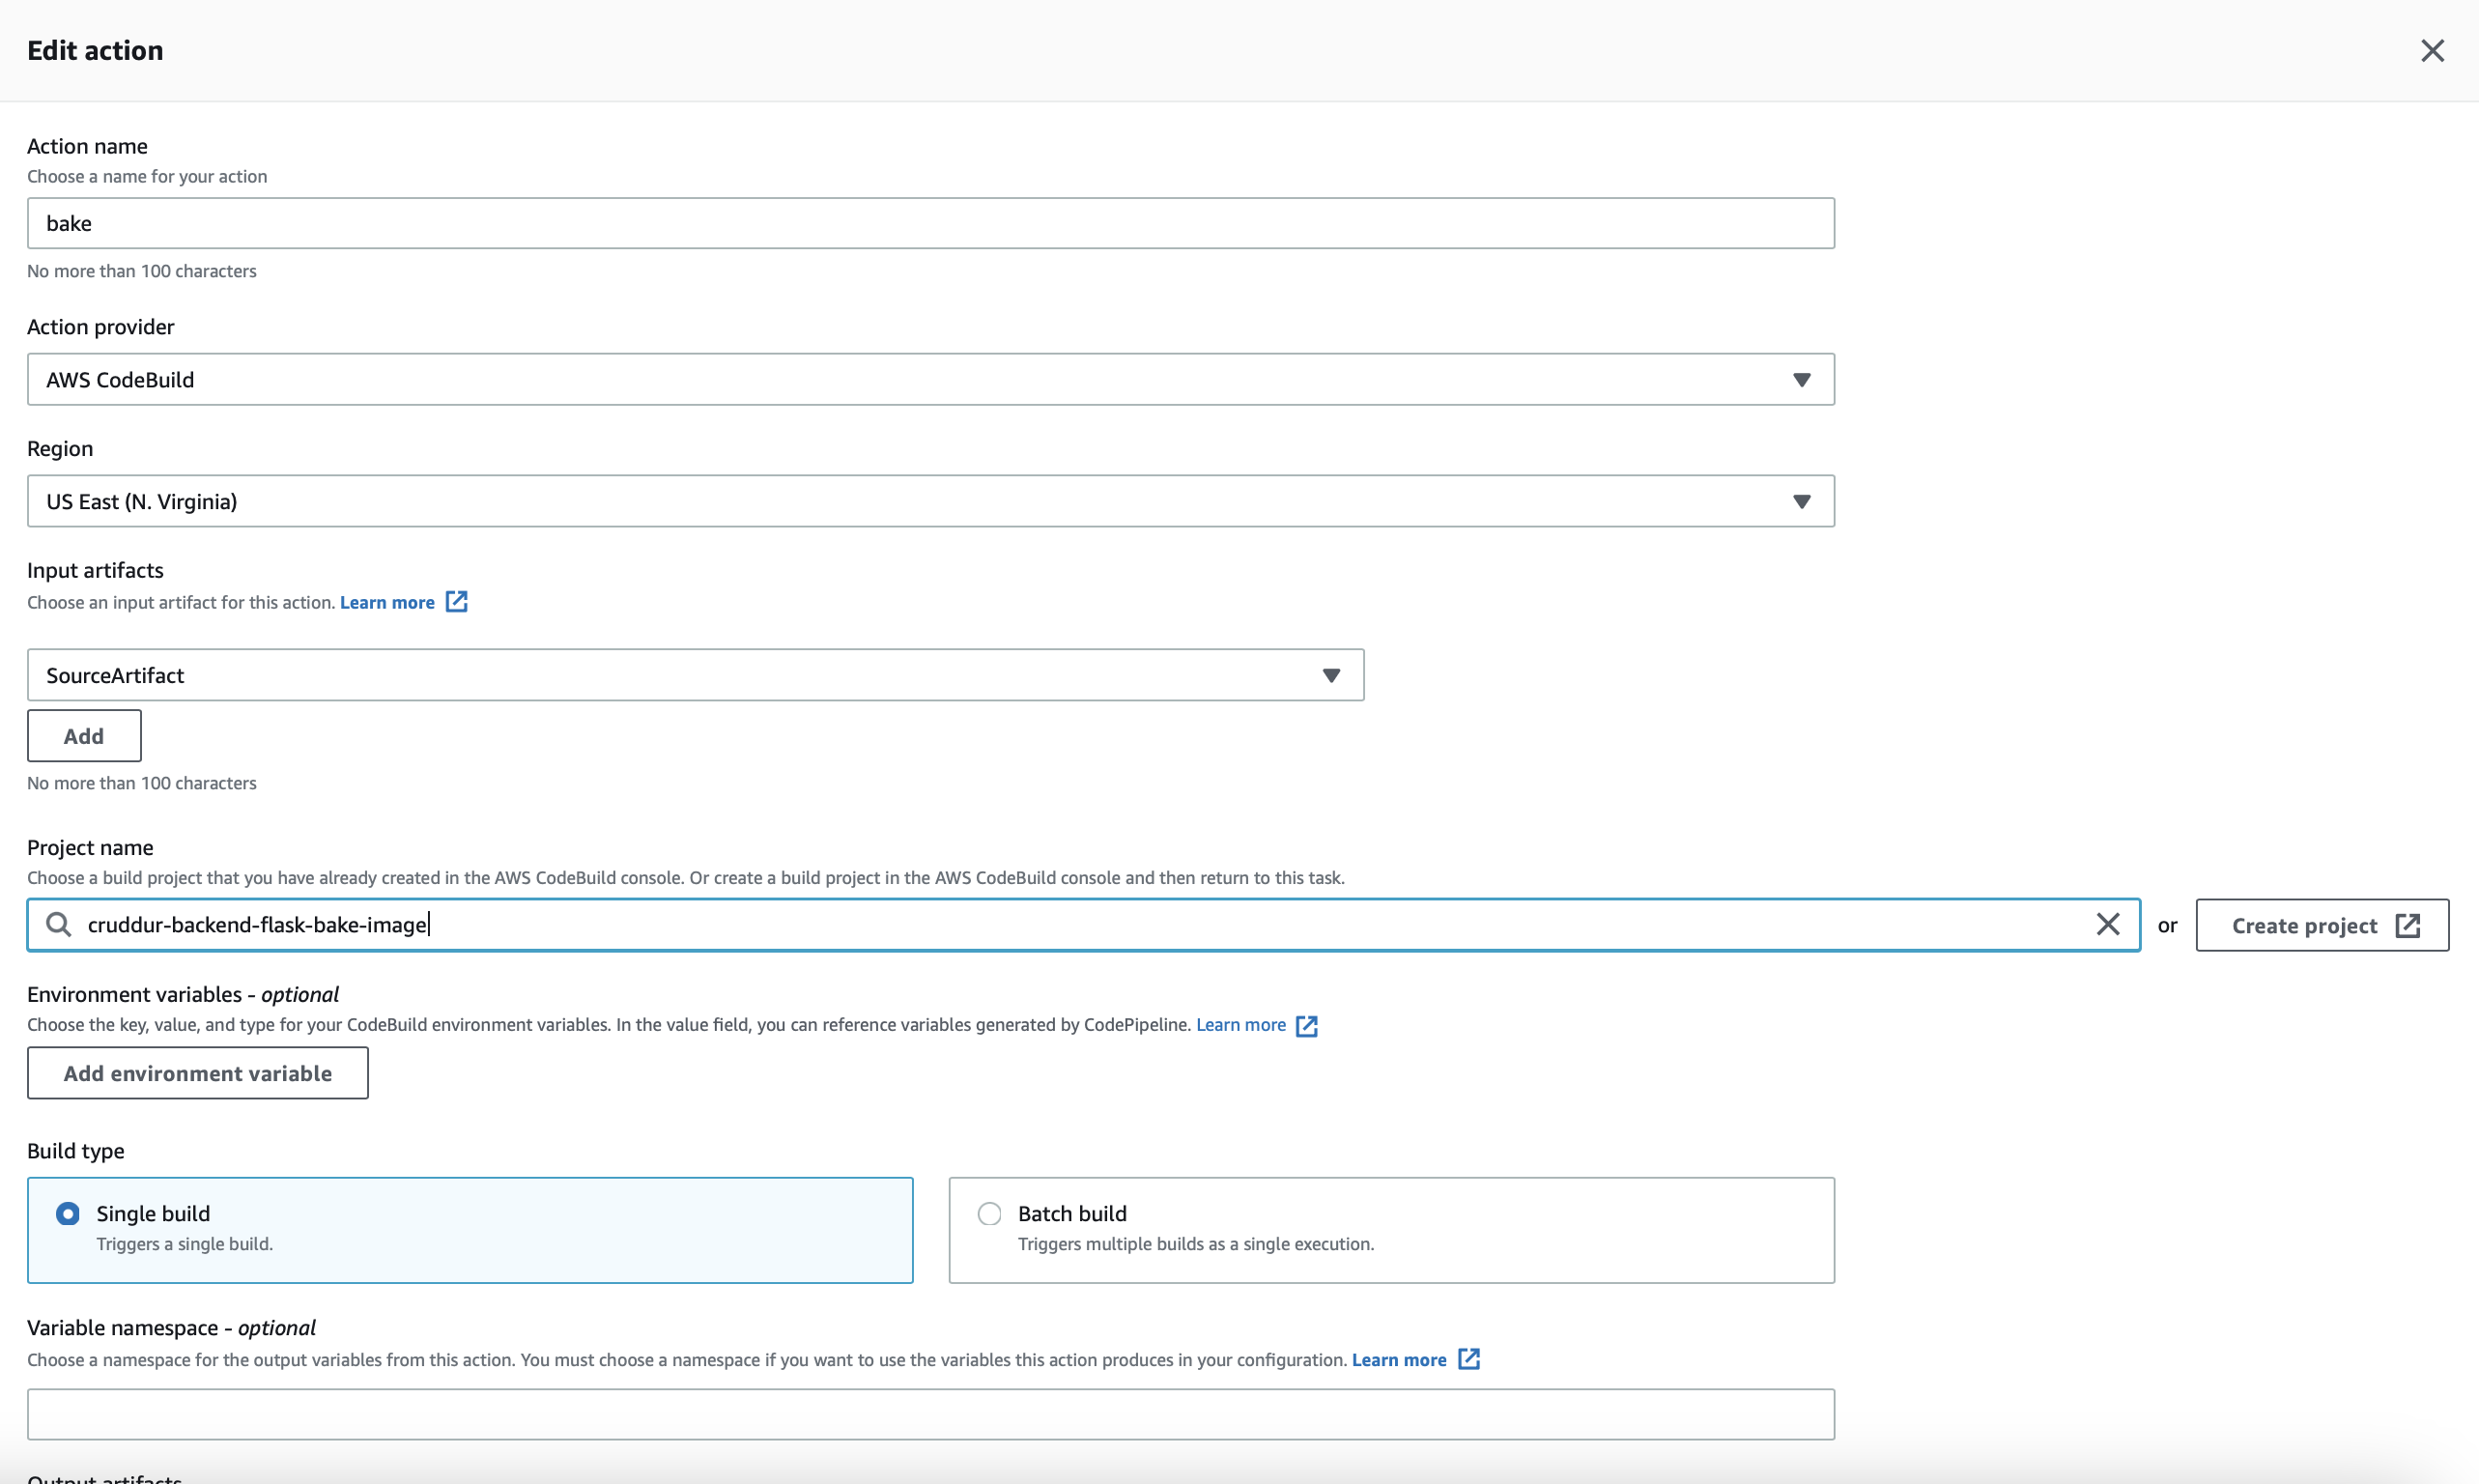 Edit action
Action name
Choose a name for your action
bake
No more than 100 characters
Action provider
AWS CodeBuild
Region
US East (N. Virginia)
Input artifacts
Choose an input artifact for this action. Learn more
SourceArtifact
Add
No more than 100 characters
Project name
Choose a build project that you have already created in the AWS CodeBuild console. Or create a build project in the AWS CodeBuild console and then return to this task.
cruddur-backend-flask-bake-image or Create project
Environment variables - optional
Choose the key, value, and type for your CodeBuild environment variables. In the value field, you can reference variables generated by CodePipeline. Learn more
Add environment variable
Build type
Single build
Triggers a single build.
Batch build
Triggers multiple builds as a single execution.
Variable namespace - optional
Choose a namespace for the output variables from this action. You must choose a namespace if you want to use the variables this action produces in your configuration. Learn more
Output artifacts